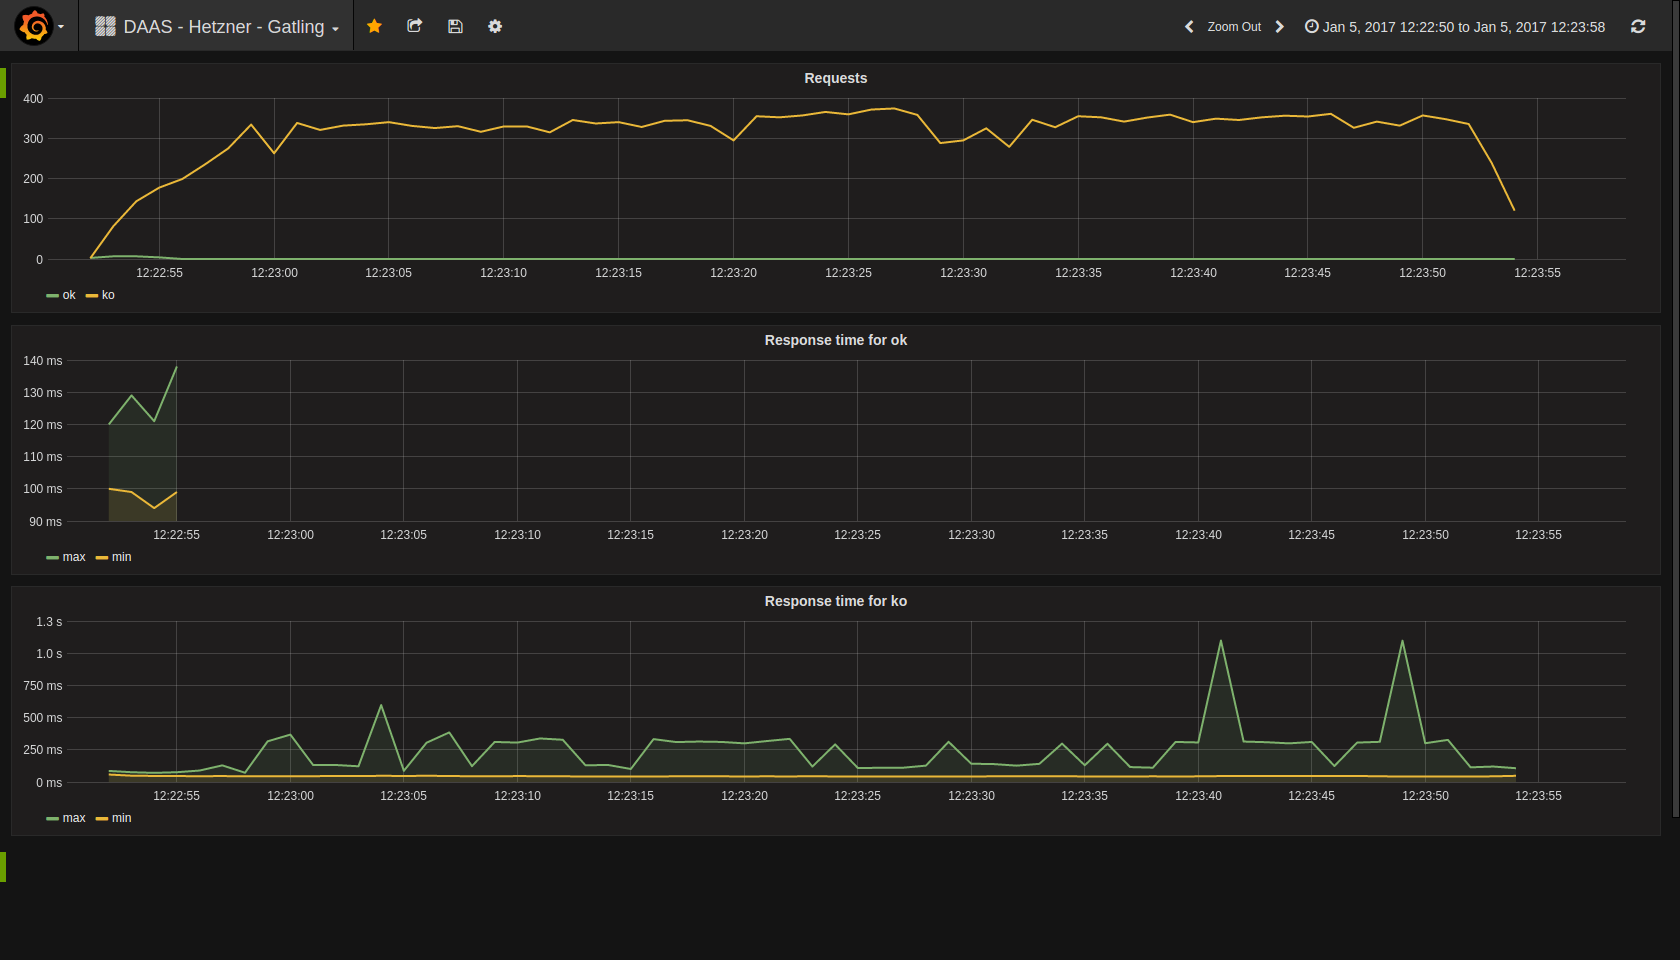 DAAS - Hetzner - Gatling
Zoom Out
Jan 5, 2017 12:22:50 to Jan 5, 2017 12:23:58
Requests
400
300
200
100
0
12:22:55 12:23:00 12:23:05 12:23:10 12:23:15 12:23:20 12:23:25 12:23:30 12:23:35 12:23:40 12:23:45 12:23:50 12:23:55
ok ko
Response time for ok
140 ms
130 ms
120 ms
110 ms
100 ms
90 ms
12:22:55 12:23:00 12:23:05 12:23:10 12:23:15 12:23:20 12:23:25 12:23:30 12:23:35 12:23:40 12:23:45 12:23:50 12:23:55
max min
Response time for ko
1.3 s
1.0 s
750 ms
500 ms
250 ms
0 ms
12:22:55 12:23:00 12:23:05 12:23:10 12:23:15 12:23:20 12:23:25 12:23:30 12:23:35 12:23:40 12:23:45 12:23:50 12:23:55
max min